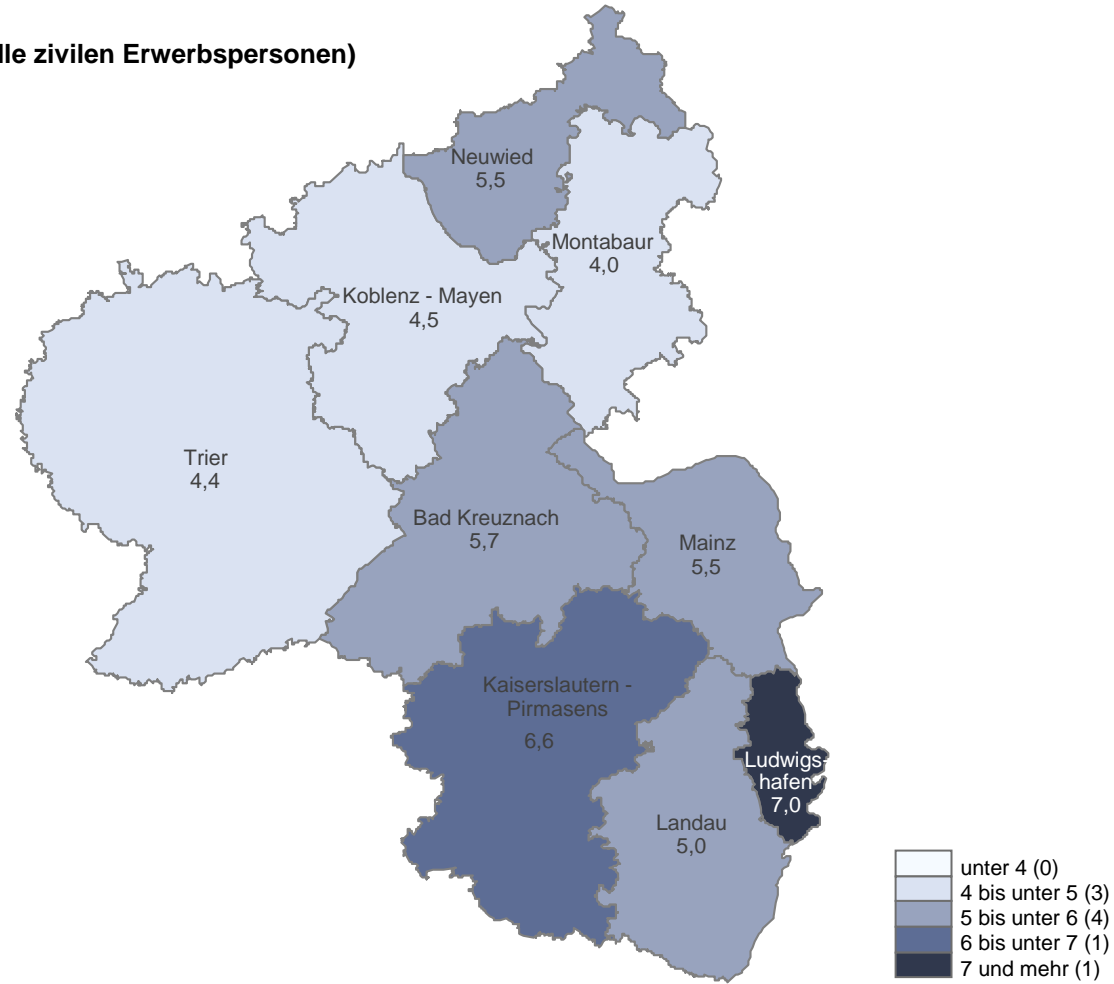 lle zivilen Erwerbspersonen)
Neuwied
5,5
Montabaur
4,0
Koblenz - Mayen
4,5
Trier
4,4
Bad Kreuznach
5,7
Mainz
5,5
Kaiserslautern -
Pirmasens
6,6
Ludwigs-
hafen
7,0
Landau
5,0
unter 4 (0)
4 bis unter 5 (3)
5 bis unter 6 (4)
6 bis unter 7 (1)
7 und mehr (1)